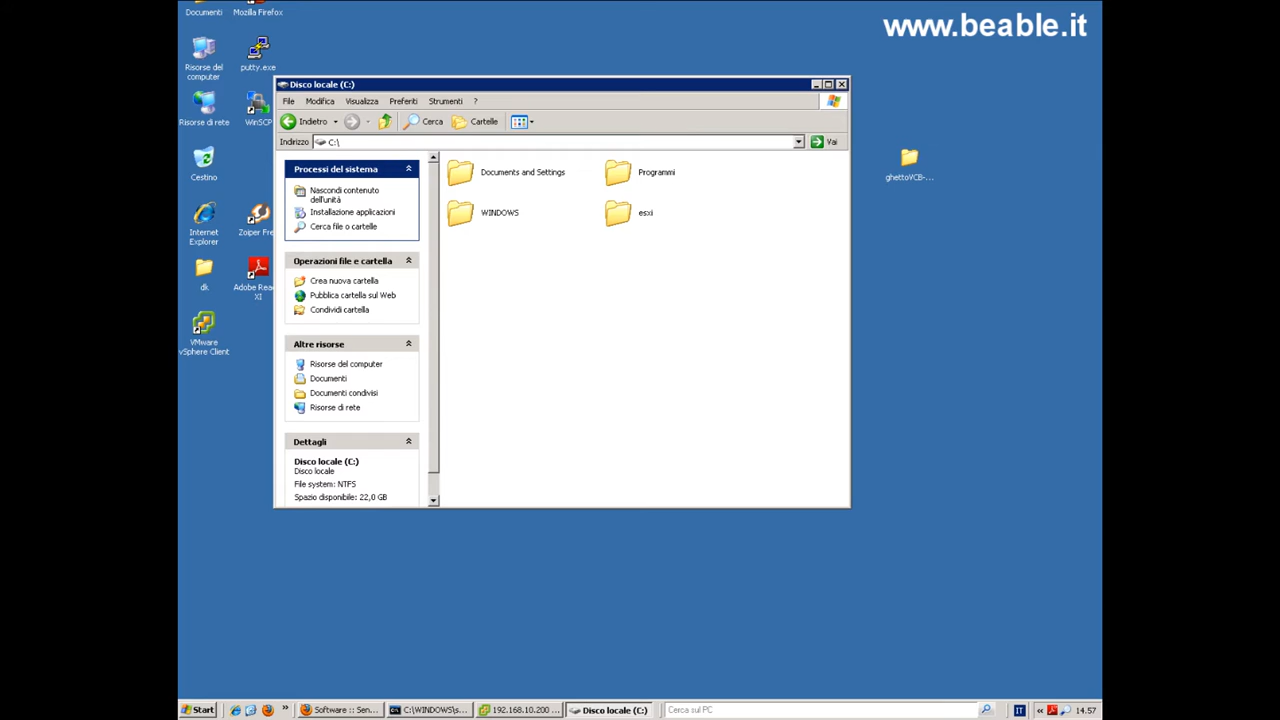 www.beable.it
Documenti
Mozilla Firefox
Risorse del
computer
putty.exe
Risorse di rete
WinSCP
Cestino
Internet
Explorer
Zoiper Fre
dk
Adobe Rea
XI
VMware
vSphere Client
ghettoVCB-...
Disco locale (C:)
File Modifica Visualizza Preferiti Strumenti ?
Indietro Cerca Cartelle
Indirizzo C:\ Vai
Processi del sistema
Nascondi contenuto
dell'unità
Installazione applicazioni
Cerca file o cartelle
Operazioni file e cartella
Crea nuova cartella
Pubblica cartella sul Web
Condividi cartella
Altre risorse
Risorse del computer
Documenti
Documenti condivisi
Risorse di rete
Dettagli
Disco locale (C:)
Disco locale
File system: NTFS
Spazio disponibile: 22,0 GB
Documents and Settings
Programmi
WINDOWS
esxi
Start » Software :: Sen... C:\WINDOWS\s... 192.168.10.200 ... Disco locale (C:) Cerca sul PC IT « 14.57